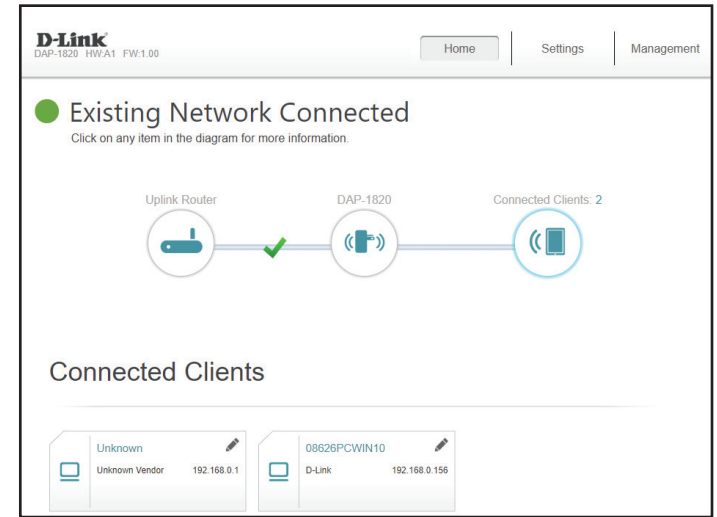 D-Link
DAP-1820 HW:A1 FW:1.00
Home Settings Management
Existing Network Connected
Click on any item in the diagram for more information.
Uplink Router DAP-1820 Connected Clients: 2
Connected Clients
Unknown
Unknown Vendor 192.168.0.1
08626PCWIN10
D-Link 192.168.0.156